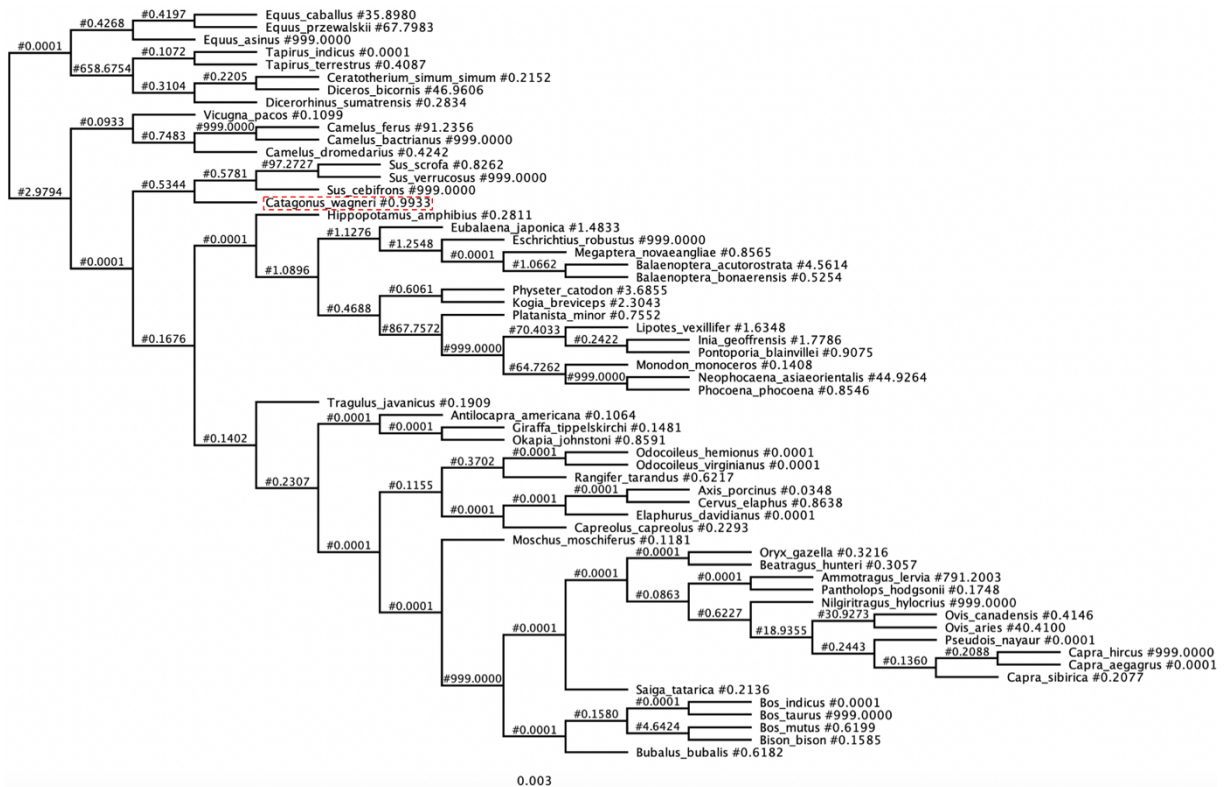 Equus_caballus #35.8980
#0.4197
#0.4268
Equus_przewalskii #67.7983
Equus_asinus #999.0000
#0.0001
Tapirus_indicus #0.0001
#0.1072
Tapirus_terrestrus #0.4087
#658.6754
Ceratotherium_simum_simum #0.2152
#0.2205
Diceros_bicornis #46.9606
#0.3104
Dicerorhinus_sumatrensis #0.2834
Vicugna_pacos #0.1099
#0.0933
Camelus_ferus #91.2356
#999.0000
#0.7483
Camelus_bactrianus #999.0000
Camelus_dromedarius #0.4242
#2.9794
Sus_scrofa #0.8262
#97.2727
#0.5781
Sus_verrucosus #999.0000
#0.5344
Sus_cebifrons #999.0000
Catagonus_wagneri #0.9933
Hippopotamus_amphibius #0.2811
Eubalaena_japonica #1.4833
#1.1276
#0.0001
Eschrichtius_robustus #999.0000
#1.2548
Megaptera_novaeangliae #0.8565
#0.0001
#0.0001
Balaenoptera_acutorostrata #4.5614
#1.0662
#1.0896
Balaenoptera_bonaerensis #0.5254
Physeter_catodon #3.6855
#0.6061
Kogia_breviceps #2.3043
#0.4688
Platanista_minor #0.7552
#867.7572
Lipotes_vexillifer #1.6348
#70.4033
#0.1676
Inia_geoffrensis #1.7786
#0.2422
#999.0000
Pontoporia_blainvillei #0.9075
Monodon_monoceros #0.1408
#64.7262
Neophocaena_asiaeorientalis #44.9264
#999.0000
Phocoena_phocoena #0.8546
Tragulus_javanicus #0.1909
Antilocapra_americana #0.1064
#0.0001
Giraffa_tippelskirchi #0.1481
#0.0001
#0.1402
Okapia_johnstoni #0.8591
Odocoileus_hemionus #0.0001
#0.0001
#0.3702
Odocoileus_virginianus #0.0001
Rangifer_tarandus #0.6217
#0.2307
#0.1155
Axis_porcinus #0.0348
#0.0001
#0.0001
Cervus_elaphus #0.8638
#0.0001
Elaphurus_davidianus #0.0001
Capreolus_capreolus #0.2293
Moschus_moschiferus #0.1181
#0.0001
Oryx_gazella #0.3216
#0.0001
Beatragus_hunteri #0.3057
#0.0001
Ammotragus_lervia #791.2003
#0.0001
Pantholops_hodgsonii #0.1748
#0.0863
#0.0001
Nilgiritragus_hylocrius #999.0000
#0.6227
Ovis_canadensis #0.4146
#30.9273
Ovis_aries #40.4100
#18.9355
#0.0001
Pseudois_nayaur #0.0001
#0.2443
Capra_hircus #999.0000
#0.2088
#0.1360
Capra_aegagrus #0.0001
Capra_sibirica #0.2077
#999.0000
Saiga_tatarica #0.2136
Bos_indicus #0.0001
#0.0001
#0.1580
Bos_taurus #999.0000
Bos_mutus #0.6199
#4.6424
#0.0001
Bison_bison #0.1585
Bubalus_bubalis #0.6182
0.003